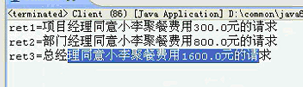 <terminated> Client (86) [Java Application] D:\common\java8
ret1=项目经理同意小李聚餐费用300.0元的请求
ret2=部门经理同意小李聚餐费用800.0元的请求
ret3=总经理同意小李聚餐费用1600.0元的请求